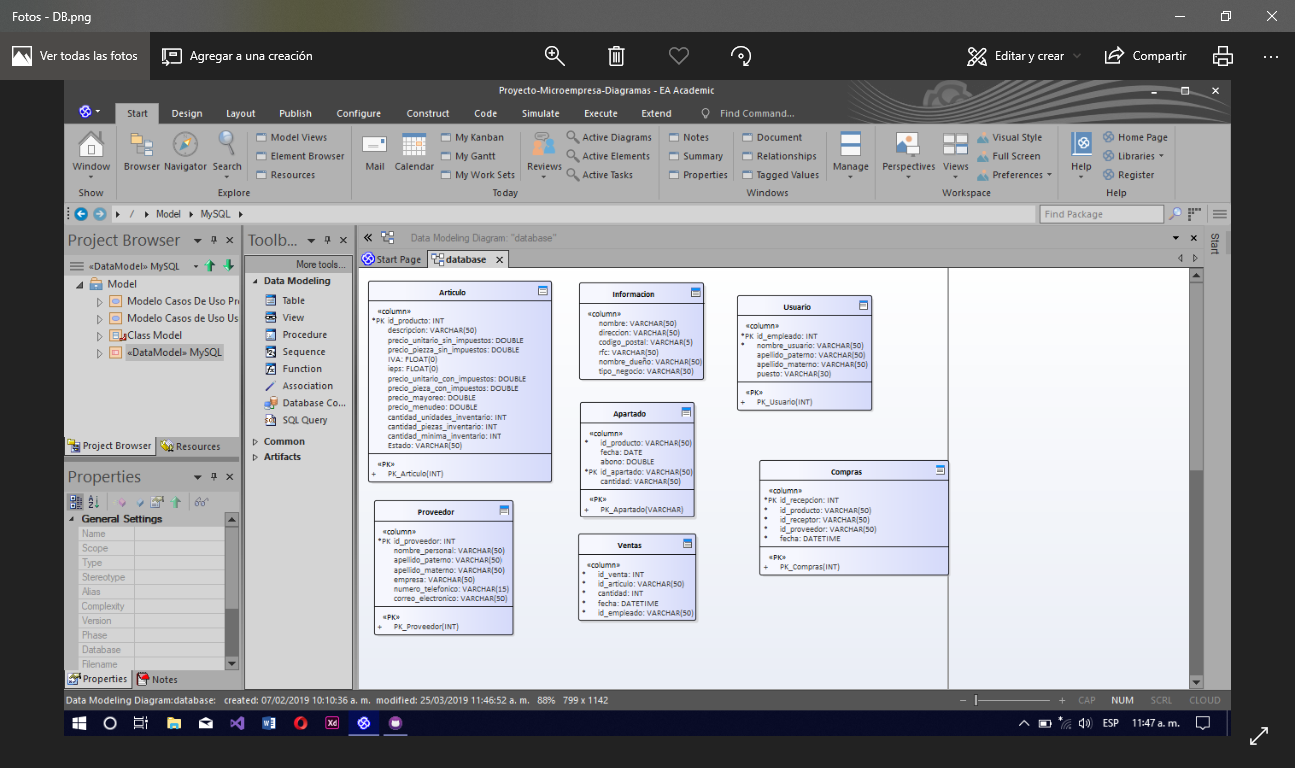 Fotos - DB.png
Ver todas las fotos
Agregar a una creación
Editar y crear
Compartir
Proyecto-Microempresa-Diagramas - EA Academic
Start Design Layout Publish Configure Construct Code Simulate Execute Extend Find Command...
Window
Show
Browser
Navigator
Search
Model Views
Element Browser
Resources
Explore
Mail
Calendar
My Kanban
My Gantt
My Work Sets
Today
Reviews
Active Diagrams
Active Elements
Active Tasks
Notes
Summary
Properties
Document
Relationships
Tagged Values
Windows
Manage
Perspectives
Views
Visual Style
Full Screen
Preferences
Workspace
Help
Home Page
Libraries
Register
Help
/ Model MySQL
Find Package
Project Browser
«DataModel» MySQL
Model
Modelo Casos De Uso Pr
Modelo Casos de Uso Us
Class Model
«DataModel» MySQL
Project Browser
Resources
Properties
General Settings
Name
Scope
Type
Stereotype
Alias
Complexity
Version
Phase
Database
Filename
Properties
Notes
Toolb...
More tools...
Data Modeling
Table
View
Procedure
Sequence
Function
Association
Database Co...
SQL Query
Common
Artifacts
Data Modeling Diagram: "database"
Start Page
database
Start
Articulo
«column»
*PK id_producto: INT
descripcion: VARCHAR(50)
precio_unitario_sin_impuestos: DOUBLE
precio_piezza_sin_impuestos: DOUBLE
IVA: FLOAT(0)
ieps: FLOAT(0)
precio_unitario_con_impuestos: DOUBLE
precio_pieza_con_impuestos: DOUBLE
precio_mayoreo: DOUBLE
precio_menudeo: DOUBLE
cantidad_unidades_inventario: INT
cantidad_piezas_inventario: INT
cantidad_minima_inventario: INT
Estado: VARCHAR(50)
«PK»
+ PK_Articulo(INT)
Proveedor
«column»
*PK id_proveedor: INT
nombre_personal: VARCHAR(50)
apellido_paterno: VARCHAR(50)
apellido_materno: VARCHAR(50)
empresa: VARCHAR(50)
numero_telefonico: VARCHAR(15)
correo_electronico: VARCHAR(50)
«PK»
+ PK_Proveedor(INT)
Informacion
«column»
nombre: VARCHAR(50)
direccion: VARCHAR(50)
codigo_postal: VARCHAR(5)
rfc: VARCHAR(50)
nombre_dueño: VARCHAR(50)
tipo_negocio: VARCHAR(30)
Apartado
«column»
* id_producto: VARCHAR(50)
fecha: DATE
abono: DOUBLE
*PK id_apartado: VARCHAR(50)
cantidad: VARCHAR(50)
«PK»
+ PK_Apartado(VARCHAR)
Ventas
«column»
* id_venta: INT
* id_articulo: VARCHAR(50)
* cantidad: INT
* fecha: DATETIME
* id_empleado: VARCHAR(50)
Usuario
«column»
*PK id_empleado: INT
* nombre_usuario: VARCHAR(50)
apellido_paterno: VARCHAR(50)
apellido_materno: VARCHAR(50)
puesto: VARCHAR(30)
«PK»
+ PK_Usuario(INT)
Compras
«column»
*PK id_recepcion: INT
* id_producto: VARCHAR(50)
* id_receptor: VARCHAR(50)
* id_proveedor: VARCHAR(50)
* fecha: DATETIME
«PK»
+ PK_Compras(INT)
Data Modeling Diagram:database: created: 07/02/2019 10:10:36 a. m. modified: 25/03/2019 11:46:52 a. m. 88% 799 x 1142
CAP NUM SCRL CLOUD
Xd
ESP
11:47 a. m.